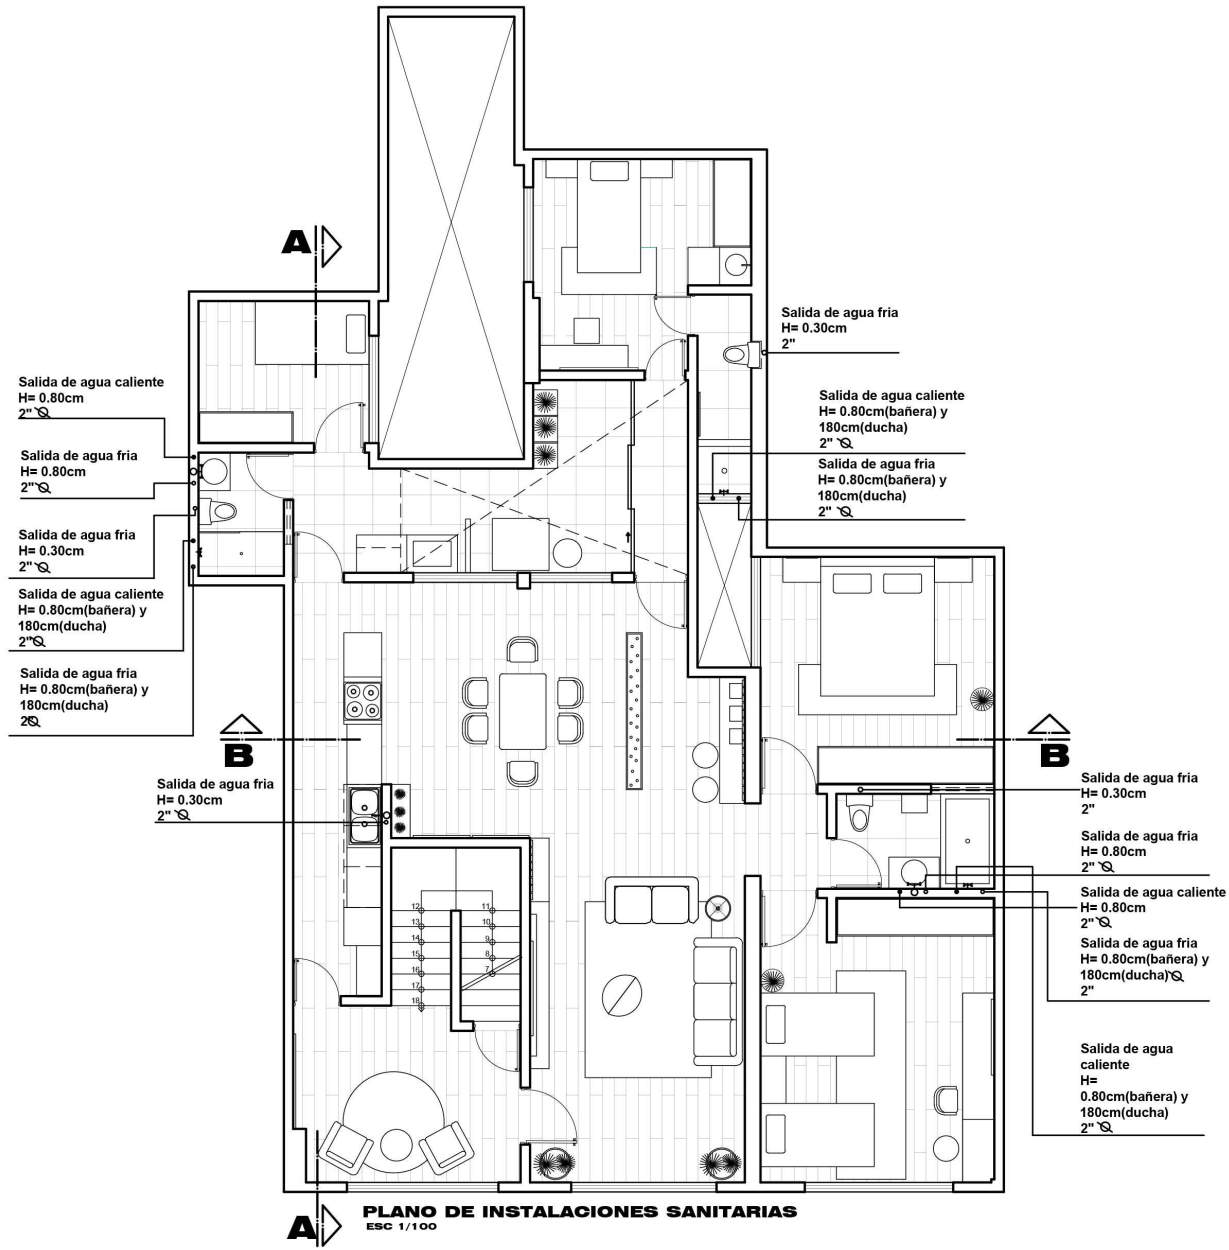 A
Salida de agua fria
H= 0.30cm
2"
Salida de agua caliente
H= 0.80cm
2"
Salida de agua fria
H= 0.80cm
2"
Salida de agua fria
H= 0.30cm
2"
Salida de agua caliente
H= 0.80cm(bañera) y
180cm(ducha)
2"
Salida de agua fria
H= 0.80cm(bañera) y
180cm(ducha)
2
Salida de agua caliente
H= 0.80cm(bañera) y
180cm(ducha)
2"
Salida de agua fria
H= 0.80cm(bañera) y
180cm(ducha)
2"
B
B
Salida de agua fria
H= 0.30cm
2"
Salida de agua fria
H= 0.30cm
2"
Salida de agua fria
H= 0.80cm
2"
Salida de agua caliente
H= 0.80cm
2"
Salida de agua fria
H= 0.80cm(bañera) y
180cm(ducha)
2"
Salida de agua
caliente
H=
0.80cm(bañera) y
180cm(ducha)
2"
12
11
13
10
14
9
15
8
16
7
17
18
A
PLANO DE INSTALACIONES SANITARIAS
ESC 1/100